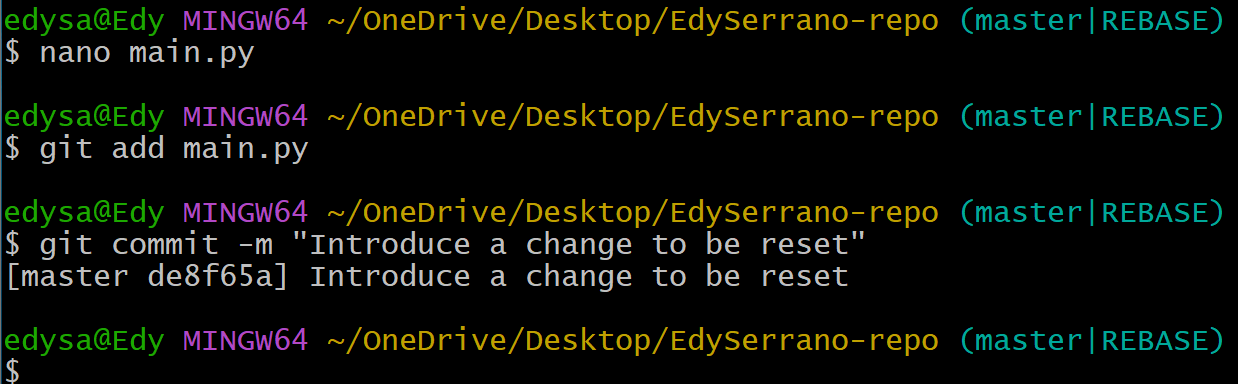 edysa@Edy MINGW64 ~/OneDrive/Desktop/EdySerrano-repo (master|REBASE)
$ nano main.py
edysa@Edy MINGW64 ~/OneDrive/Desktop/EdySerrano-repo (master|REBASE)
$ git add main.py
edysa@Edy MINGW64 ~/OneDrive/Desktop/EdySerrano-repo (master|REBASE)
$ git commit -m "Introduce a change to be reset"
[master de8f65a] Introduce a change to be reset
edysa@Edy MINGW64 ~/OneDrive/Desktop/EdySerrano-repo (master|REBASE)
$